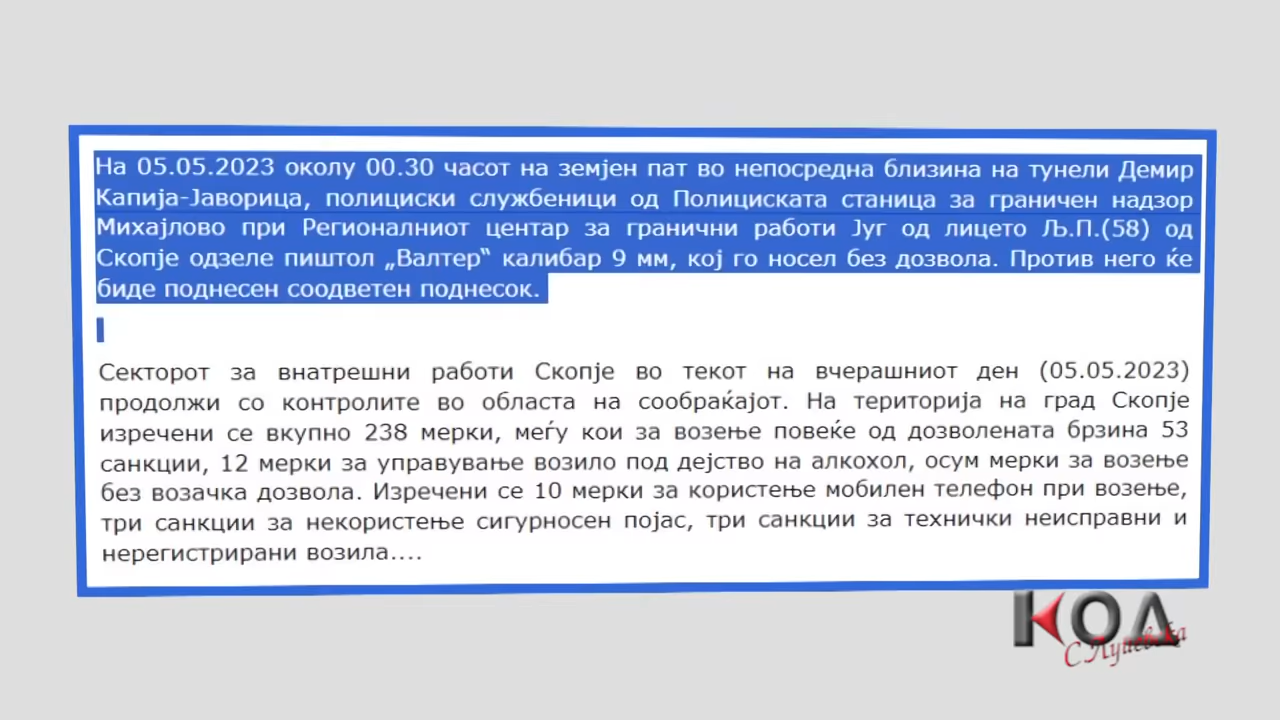 На 05.05.2023 околу 00.30 часот на земјен пат во непосредна близина на тунели Демир
Капија-Јаворица, полициски службеници од Полициската станица за граничен надзор
Михајлово при Регионалниот центар за гранични работи Југ од лицето Љ.П.(58) од
Скопје одзеле пиштол „Валтер“ калибар 9 мм, кој го носел без дозвола. Против него ќе
биде поднесен соодветен поднесок.
Секторот за внатрешни работи Скопје во текот на вчерашниот ден (05.05.2023)
продолжи со контролите во областа на сообраќајот. На територија на град Скопје
изречени се вкупно 238 мерки, меѓу кои за возење повеќе од дозволената брзина 53
санкции, 12 мерки за управување возило под дејство на алкохол, осум мерки за возење
без возачка дозвола. Изречени се 10 мерки за користење мобилен телефон при возење,
три санкции за некористење сигурносен појас, три санкции за технички неисправни и
нерегистрирани возила....
КОД